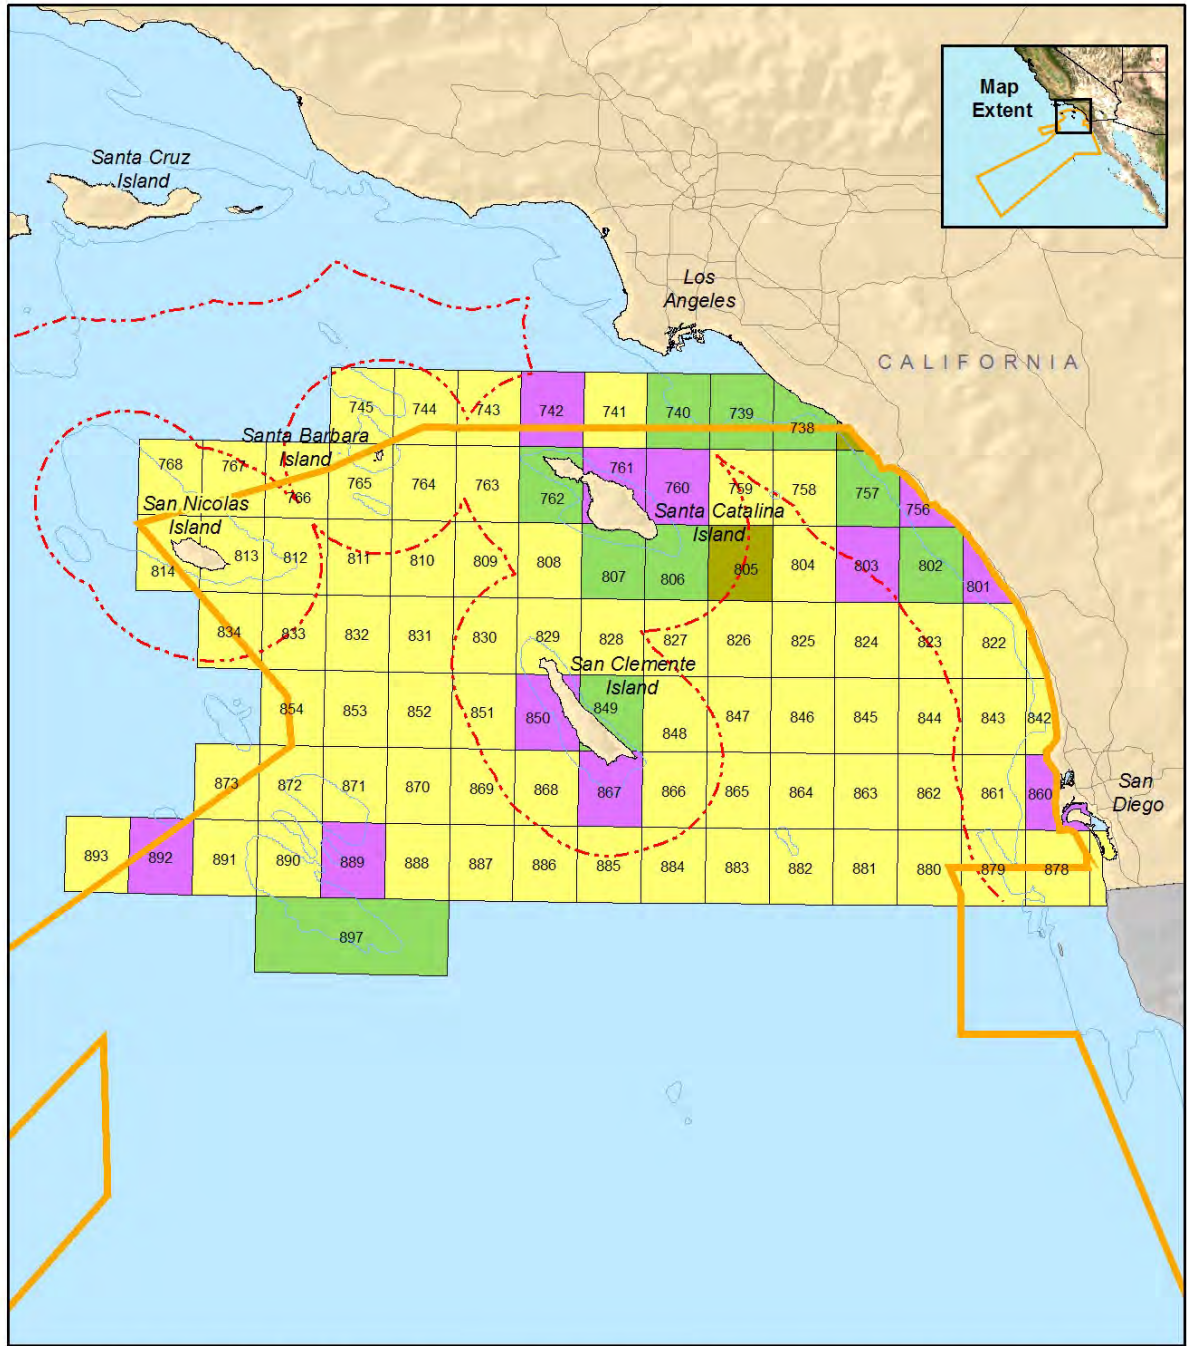 Map
Extent
Santa Cruz
Island
Los
Angeles
CALIFORNIA
745 744 743 742 741 740 739 738
Santa Barbara
Island
768 767 766 765 764 763 762 761 760 759 758 757 756
San Nicolas
Island
Santa Catalina
Island
814 813 812 811 810 809 808 807 806 805 804 803 802 801
834 833 832 831 830 829 828 827 826 825 824 823 822
San Clemente
Island
854 853 852 851 850 849 848 847 846 845 844 843 842
873 872 871 870 869 868 867 866 865 864 863 862 861 860
San
Diego
893 892 891 890 889 888 887 886 885 884 883 882 881 880 879 878
897